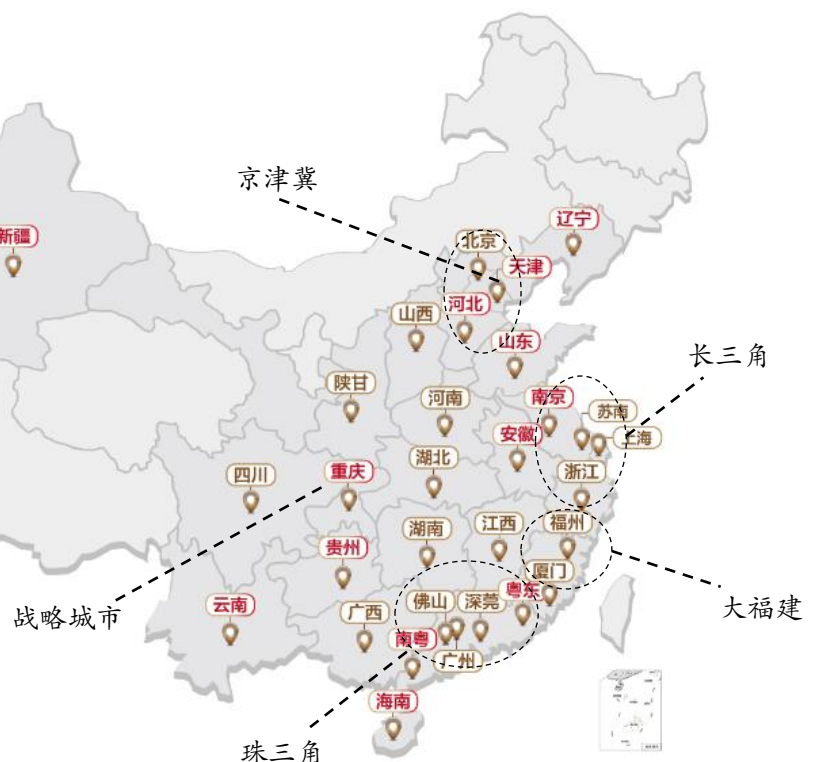 京津冀
辽宁
北京
新疆
天津
河北
山西
山东
长三角
陕甘
南京
河南
苏南
安徽
上海
湖北
四川
重庆
浙江
福州
江西
湖南
贵州
厦门
粤东
云南
佛山
深莞
大福建
战略城市
广西
南粤
广州
海南
珠三角